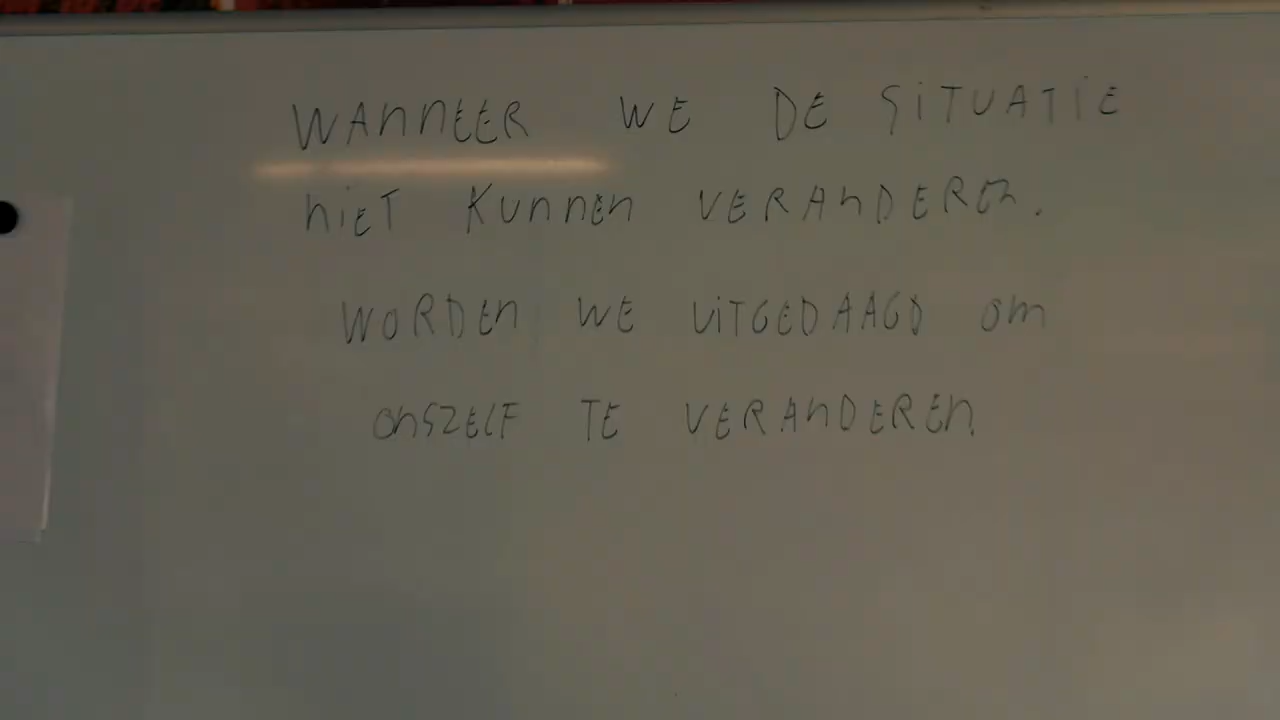 WANNEER WE DE SITUATIE
NIET KUNNEN VERANDEREN.
WORDEN WE UITGEDAAGD OM
ONSZELF TE VERANDEREN.